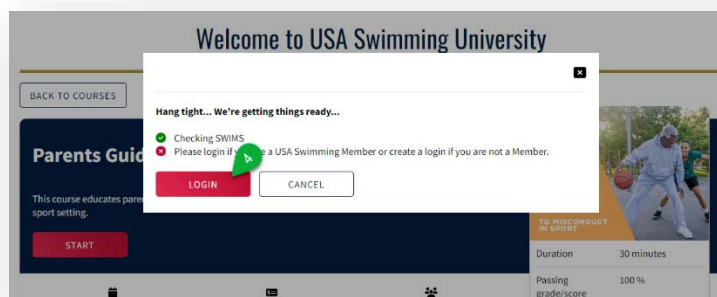 Welcome to USA Swimming University
BACK TO COURSES
Hang tight... We're getting things ready...
Checking SWIMS
Please login if a USA Swimming Member or create a login if you are not a Member.
4
LOGIN
CANCEL
Parents Guid
This course educates pare
sport setting.
START
TO MISCONDUCT
IN SPORT
Duration 30 minutes
Passing 100 %
grade/score